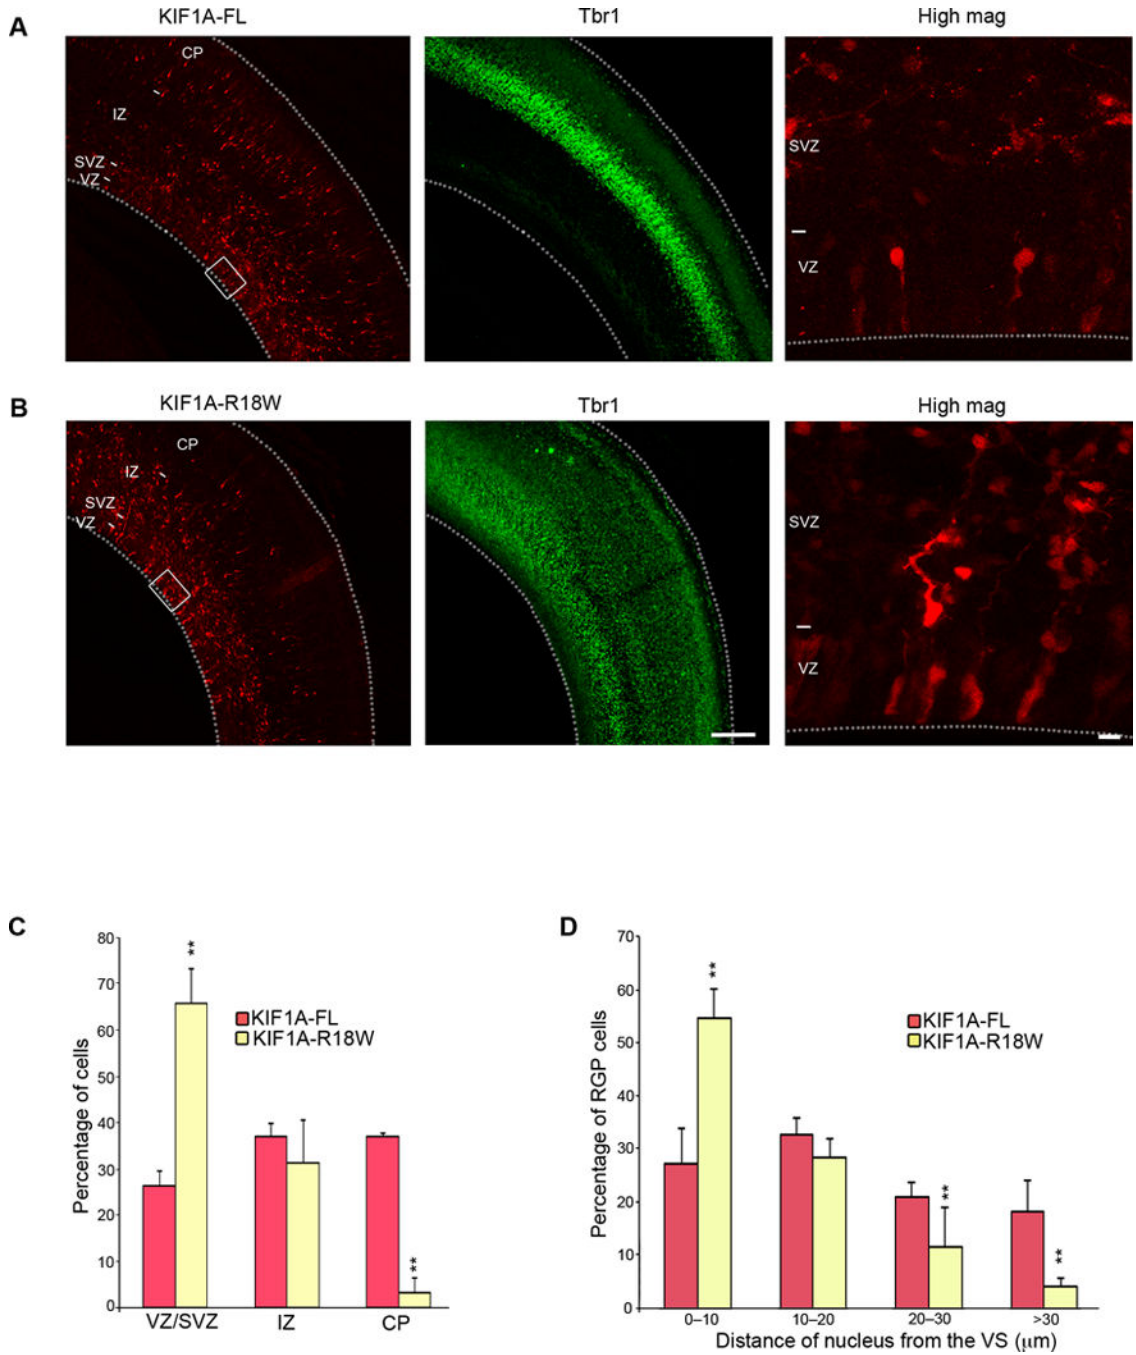 A
KIF1A-FL
Tbr1
High mag
CP
IZ
SVZ
VZ
SVZ
VZ
B
KIF1A-R18W
Tbr1
High mag
CP
IZ
SVZ
VZ
SVZ
VZ
C
Percentage of cells
80
70
60
50
40
30
20
10
0
**
**
KIF1A-FL
KIF1A-R18W
VZ/SVZ IZ CP
D
Percentage of RGP cells
70
60
50
40
30
20
10
0
**
**
**
KIF1A-FL
KIF1A-R18W
0–10 10–20 20–30 >30
Distance of nucleus from the VS (μm)